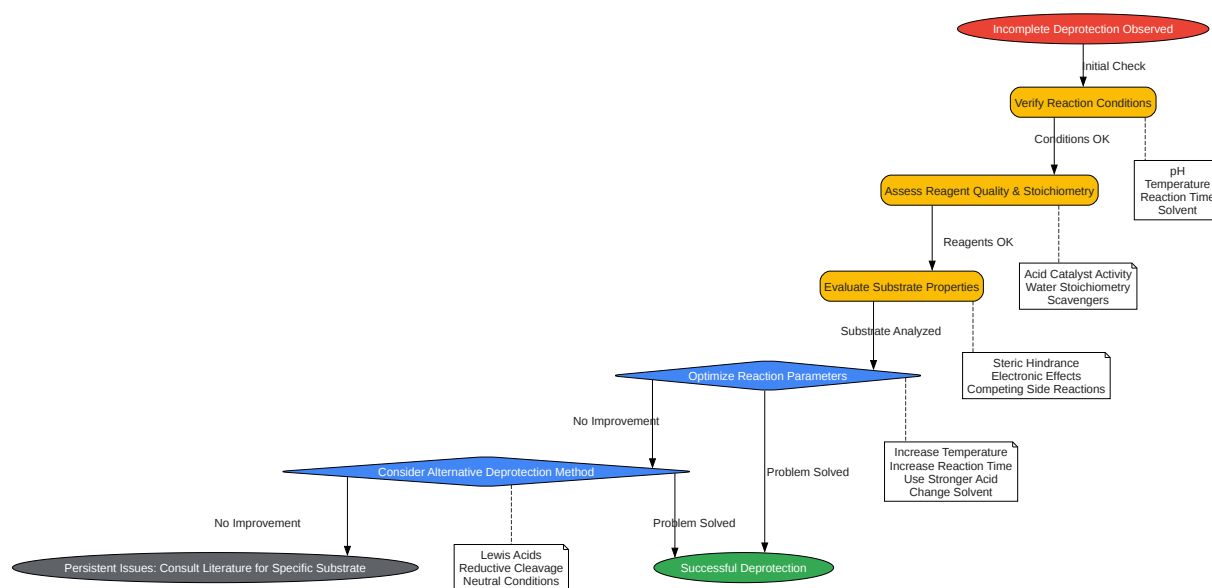 Incomplete Deprotection Observed
Initial Check
Verify Reaction Conditions
Conditions OK
pH
Temperature
Reaction Time
Solvent
Assess Reagent Quality & Stoichiometry
Reagents OK
Acid Catalyst Activity
Water Stoichiometry
Scavengers
Evaluate Substrate Properties
Substrate Analyzed
Steric Hindrance
Electronic Effects
Competing Side Reactions
Optimize Reaction Parameters
No Improvement
Increase Temperature
Increase Reaction Time
Use Stronger Acid
Change Solvent
Consider Alternative Deprotection Method
Problem Solved
No Improvement
Problem Solved
Lewis Acids
Reductive Cleavage
Neutral Conditions
Persistent Issues: Consult Literature for Specific Substrate
Successful Deprotection